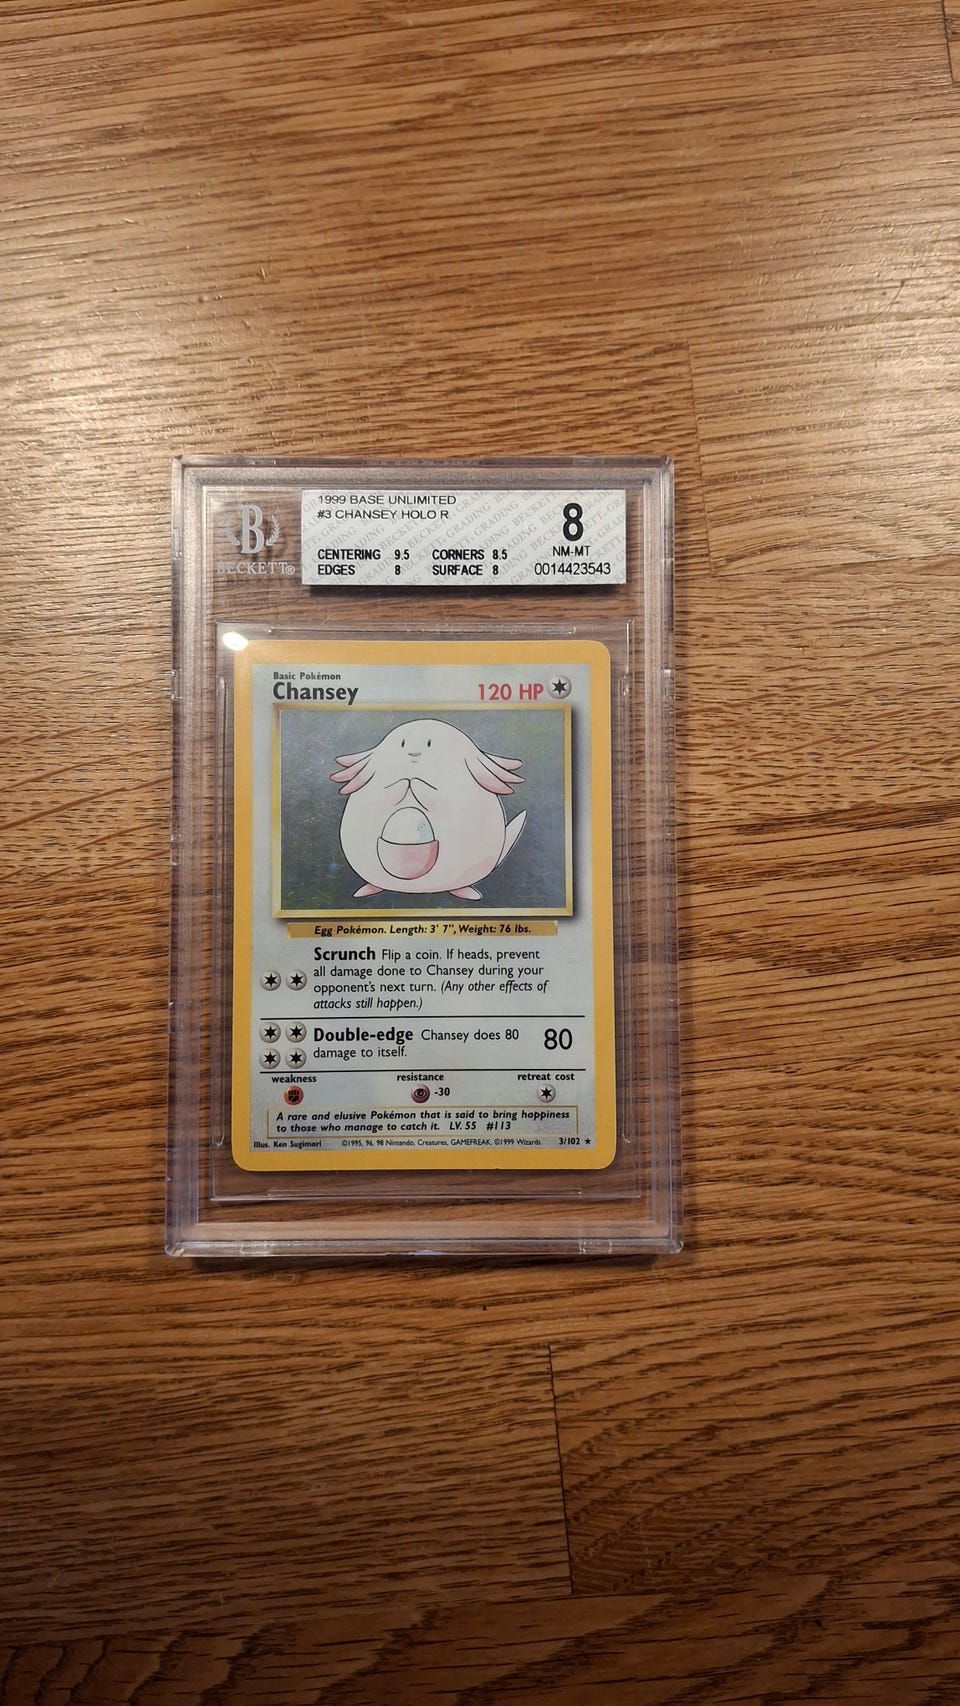 1999 BASE UNLIMITED
#3 CHANSEY HOLO R
8
CENTERING 9.5 CORNERS 8.5 NM-MT
EDGES 8 SURFACE 8 0014423543
B
BECKETT®
Basic Pokémon
Chansey 120 HP
Egg Pokémon. Length: 3' 7", Weight: 76 lbs.
Scrunch Flip a coin. If heads, prevent
all damage done to Chansey during your
opponent's next turn. (Any other effects of
attacks still happen.)
Double-edge Chansey does 80 80
damage to itself.
weakness resistance retreat cost
-30
A rare and elusive Pokémon that is said to bring happiness
to those who manage to catch it. LV. 55 #113
Illus. Ken Sugimori ©1995, 96, 98 Nintendo, Creatures, GAMEFREAK. ©1999 Wizards. 3/102 ★